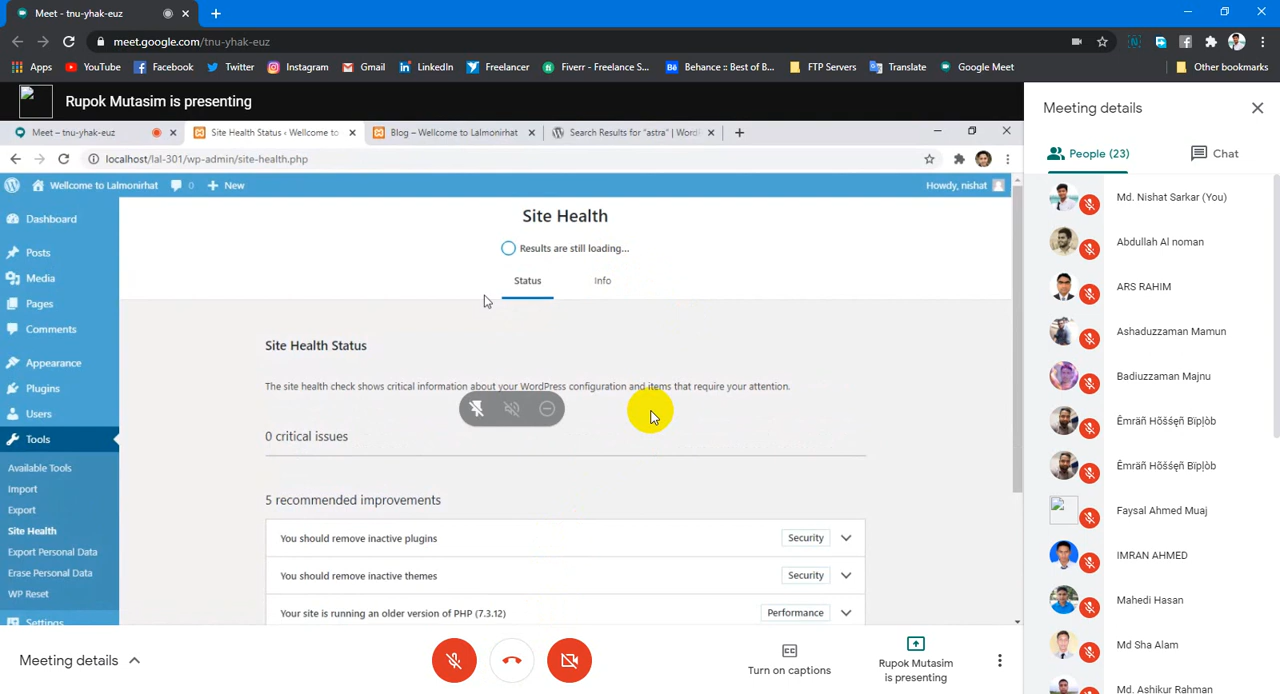 Meet - tnu-yhak-euz
meet.google.com/tnu-yhak-euz
Apps YouTube Facebook Twitter Instagram Gmail LinkedIn Freelancer Fiverr - Freelance S... Behance :: Best of B... FTP Servers Translate Google Meet Other bookmarks
Rupok Mutasim is presenting
Meet – tnu-yhak-euz Site Health Status ‹ Wellcome to Blog – Wellcome to Lalmonirhat Search Results for "astra" | Word
localhost/lal-301/wp-admin/site-health.php
Wellcome to Lalmonirhat 0 New Howdy, nishat
Dashboard
Posts
Media
Pages
Comments
Appearance
Plugins
Users
Tools
Available Tools
Import
Export
Site Health
Export Personal Data
Erase Personal Data
WP Reset
Settings
Site Health
Results are still loading...
Status Info
Site Health Status
The site health check shows critical information about your WordPress configuration and items that require your attention.
0 critical issues
5 recommended improvements
You should remove inactive plugins Security
You should remove inactive themes Security
Your site is running an older version of PHP (7.3.12) Performance
Meeting details
People (23) Chat
Md. Nishat Sarkar (You)
Abdullah Al noman
ARS RAHIM
Ashaduzzaman Mamun
Badiuzzaman Majnu
Êmräñ Hõššęñ Bïpļòb
Êmräñ Hõššęñ Bïpļòb
Faysal Ahmed Muaj
IMRAN AHMED
Mahedi Hasan
Md Sha Alam
Md. Ashikur Rahman
Meeting details
Turn on captions
Rupok Mutasim
is presenting